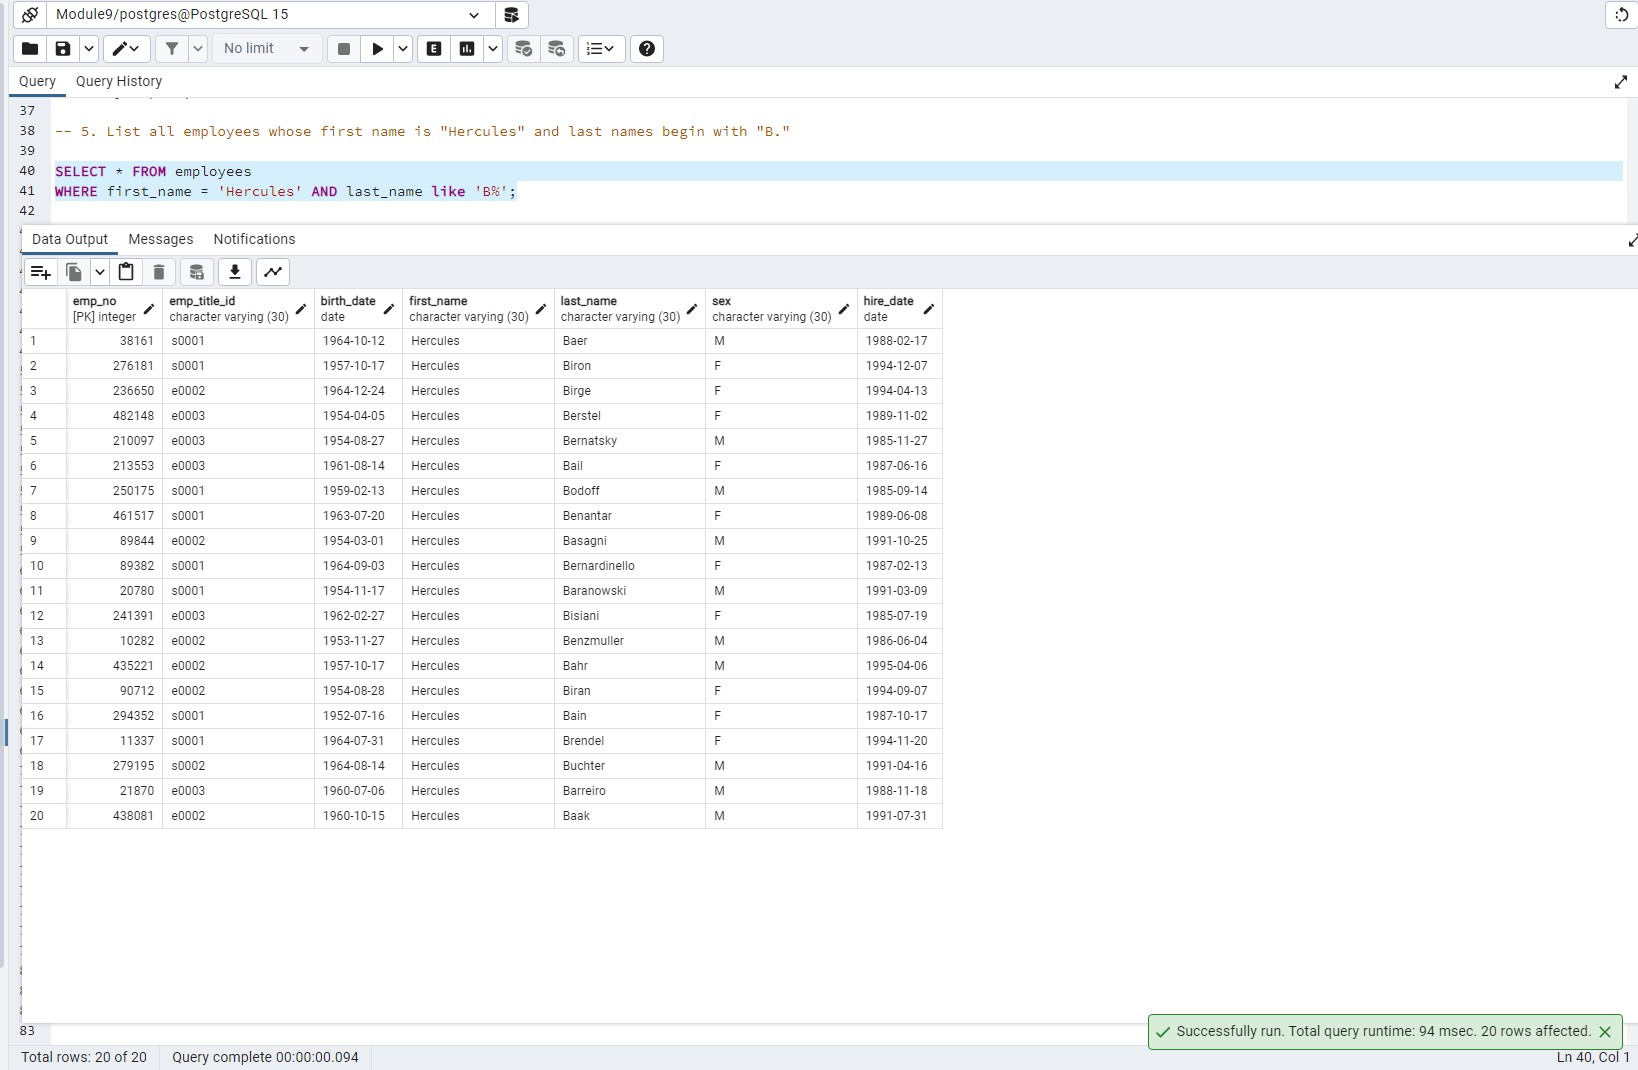 Module9/postgres@PostgreSQL 15
No limit
E
Query Query History
37
38 -- 5. List all employees whose first name is "Hercules" and last names begin with "B."
39
40 SELECT * FROM employees
41 WHERE first_name = 'Hercules' AND last_name like 'B%';
42
Data Output Messages Notifications
emp_no emp_title_id birth_date first_name last_name sex hire_date
[PK] integer character varying (30) date character varying (30) character varying (30) character varying (30) date
1 38161 s0001 1964-10-12 Hercules Baer M 1988-02-17
2 276181 s0001 1957-10-17 Hercules Biron F 1994-12-07
3 236650 e0002 1964-12-24 Hercules Birge F 1994-04-13
4 482148 e0003 1954-04-05 Hercules Berstel F 1989-11-02
5 210097 e0003 1954-08-27 Hercules Bernatsky M 1985-11-27
6 213553 e0003 1961-08-14 Hercules Bail F 1987-06-16
7 250175 s0001 1959-02-13 Hercules Bodoff M 1985-09-14
8 461517 s0001 1963-07-20 Hercules Benantar F 1989-06-08
9 89844 e0002 1954-03-01 Hercules Basagni M 1991-10-25
10 89382 s0001 1964-09-03 Hercules Bernardinello F 1987-02-13
11 20780 s0001 1954-11-17 Hercules Baranowski M 1991-03-09
12 241391 e0003 1962-02-27 Hercules Bisiani F 1985-07-19
13 10282 e0002 1953-11-27 Hercules Benzmuller M 1986-06-04
14 435221 e0002 1957-10-17 Hercules Bahr M 1995-04-06
15 90712 e0002 1954-08-28 Hercules Biran F 1994-09-07
16 294352 s0001 1952-07-16 Hercules Bain F 1987-10-17
17 11337 s0001 1964-07-31 Hercules Brendel F 1994-11-20
18 279195 s0002 1964-08-14 Hercules Buchter M 1991-04-16
19 21870 e0003 1960-07-06 Hercules Barreiro M 1988-11-18
20 438081 e0002 1960-10-15 Hercules Baak M 1991-07-31
83
Successfully run. Total query runtime: 94 msec. 20 rows affected.
Total rows: 20 of 20 Query complete 00:00:00.094 Ln 40, Col 1